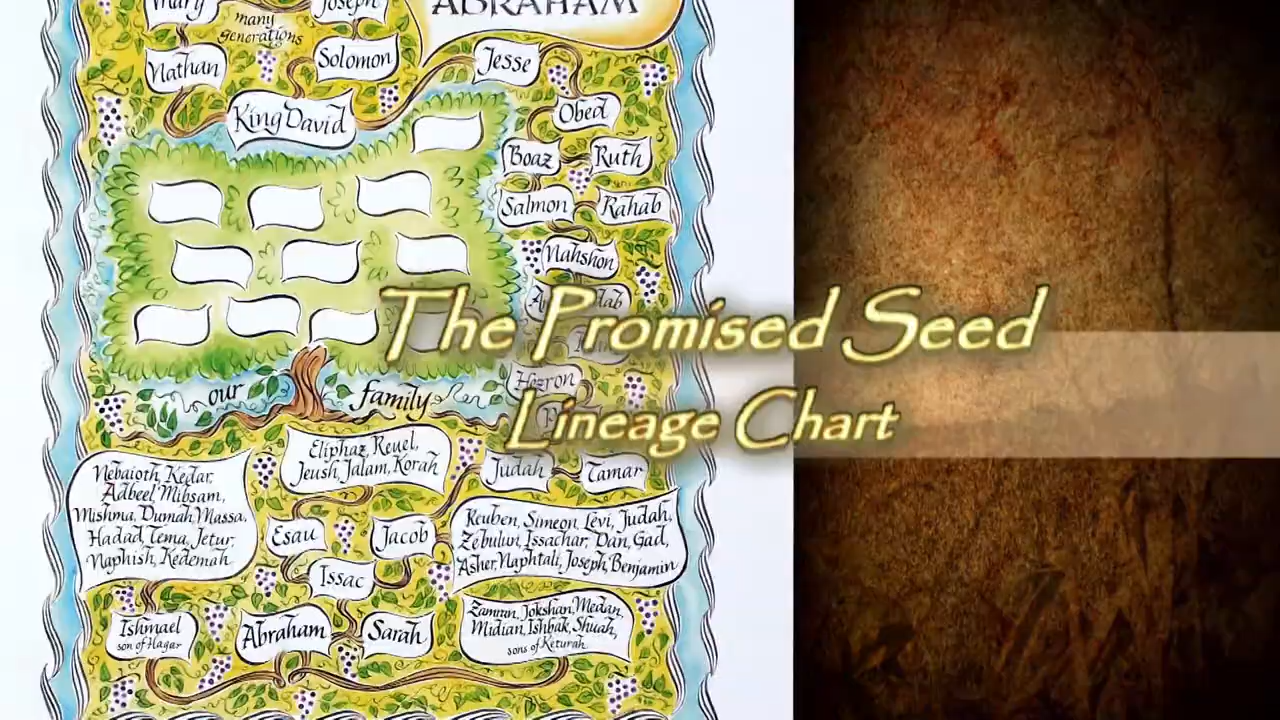 ABRAHAM
Mary
Joseph
many
generations
Nathan
Solomon
Jesse
King David
Obed
Boaz
Ruth
Salmon
Rahab
Nahshon
The Promised Seed
our
family
Hezron
Lineage Chart
Eliphaz, Reuel,
Jeush, Jalam, Korah
Judah
Tamar
Nebaioth, Kedar,
Adbeel, Mibsam,
Mishma, Dumah, Massa,
Hadad, Tema, Jetur,
Naphish, Kedemah
Esau
Jacob
Reuben, Simeon, Levi, Judah,
Zebulun, Issachar, Dan, Gad,
Asher, Naphtali, Joseph, Benjamin
Issac
Ishmael
son of Hagar
Abraham
Sarah
Zamran, Jokshan, Medan,
Midian, Ishbak, Shuah,
sons of Keturah